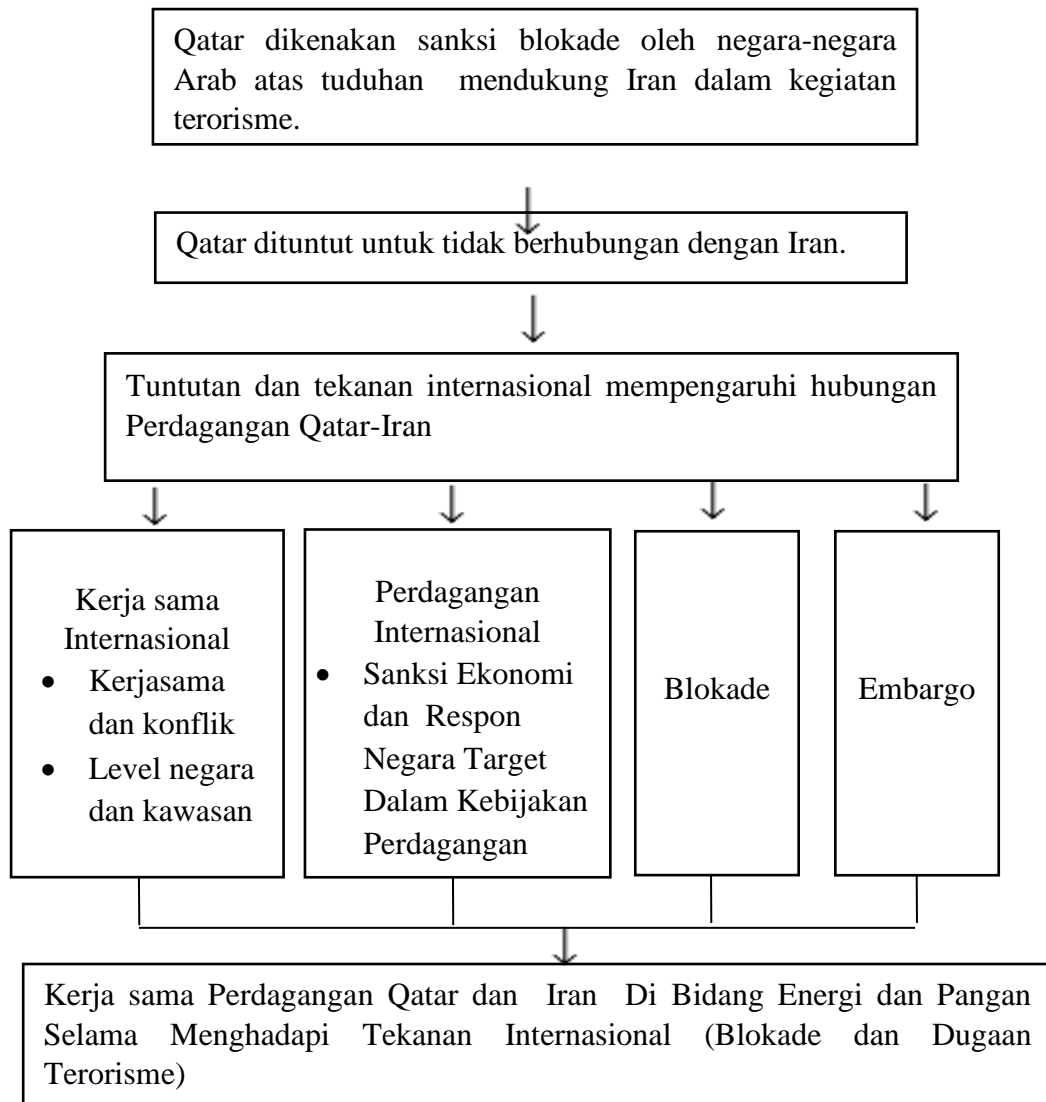 Qatar dikenakan sanksi blokade oleh negara-negara
Arab atas tuduhan mendukung Iran dalam kegiatan
terorisme.
Qatar dituntut untuk tidak berhubungan dengan Iran.
Tuntutan dan tekanan internasional mempengaruhi hubungan
Perdagangan Qatar-Iran
Kerja sama
Internasional
• Kerjasama
dan konflik
• Level negara
dan kawasan
Perdagangan
Internasional
• Sanksi Ekonomi
dan Respon
Negara Target
Dalam Kebijakan
Perdagangan
Blokade
Embargo
Kerja sama Perdagangan Qatar dan Iran Di Bidang Energi dan Pangan
Selama Menghadapi Tekanan Internasional (Blokade dan Dugaan
Terorisme)